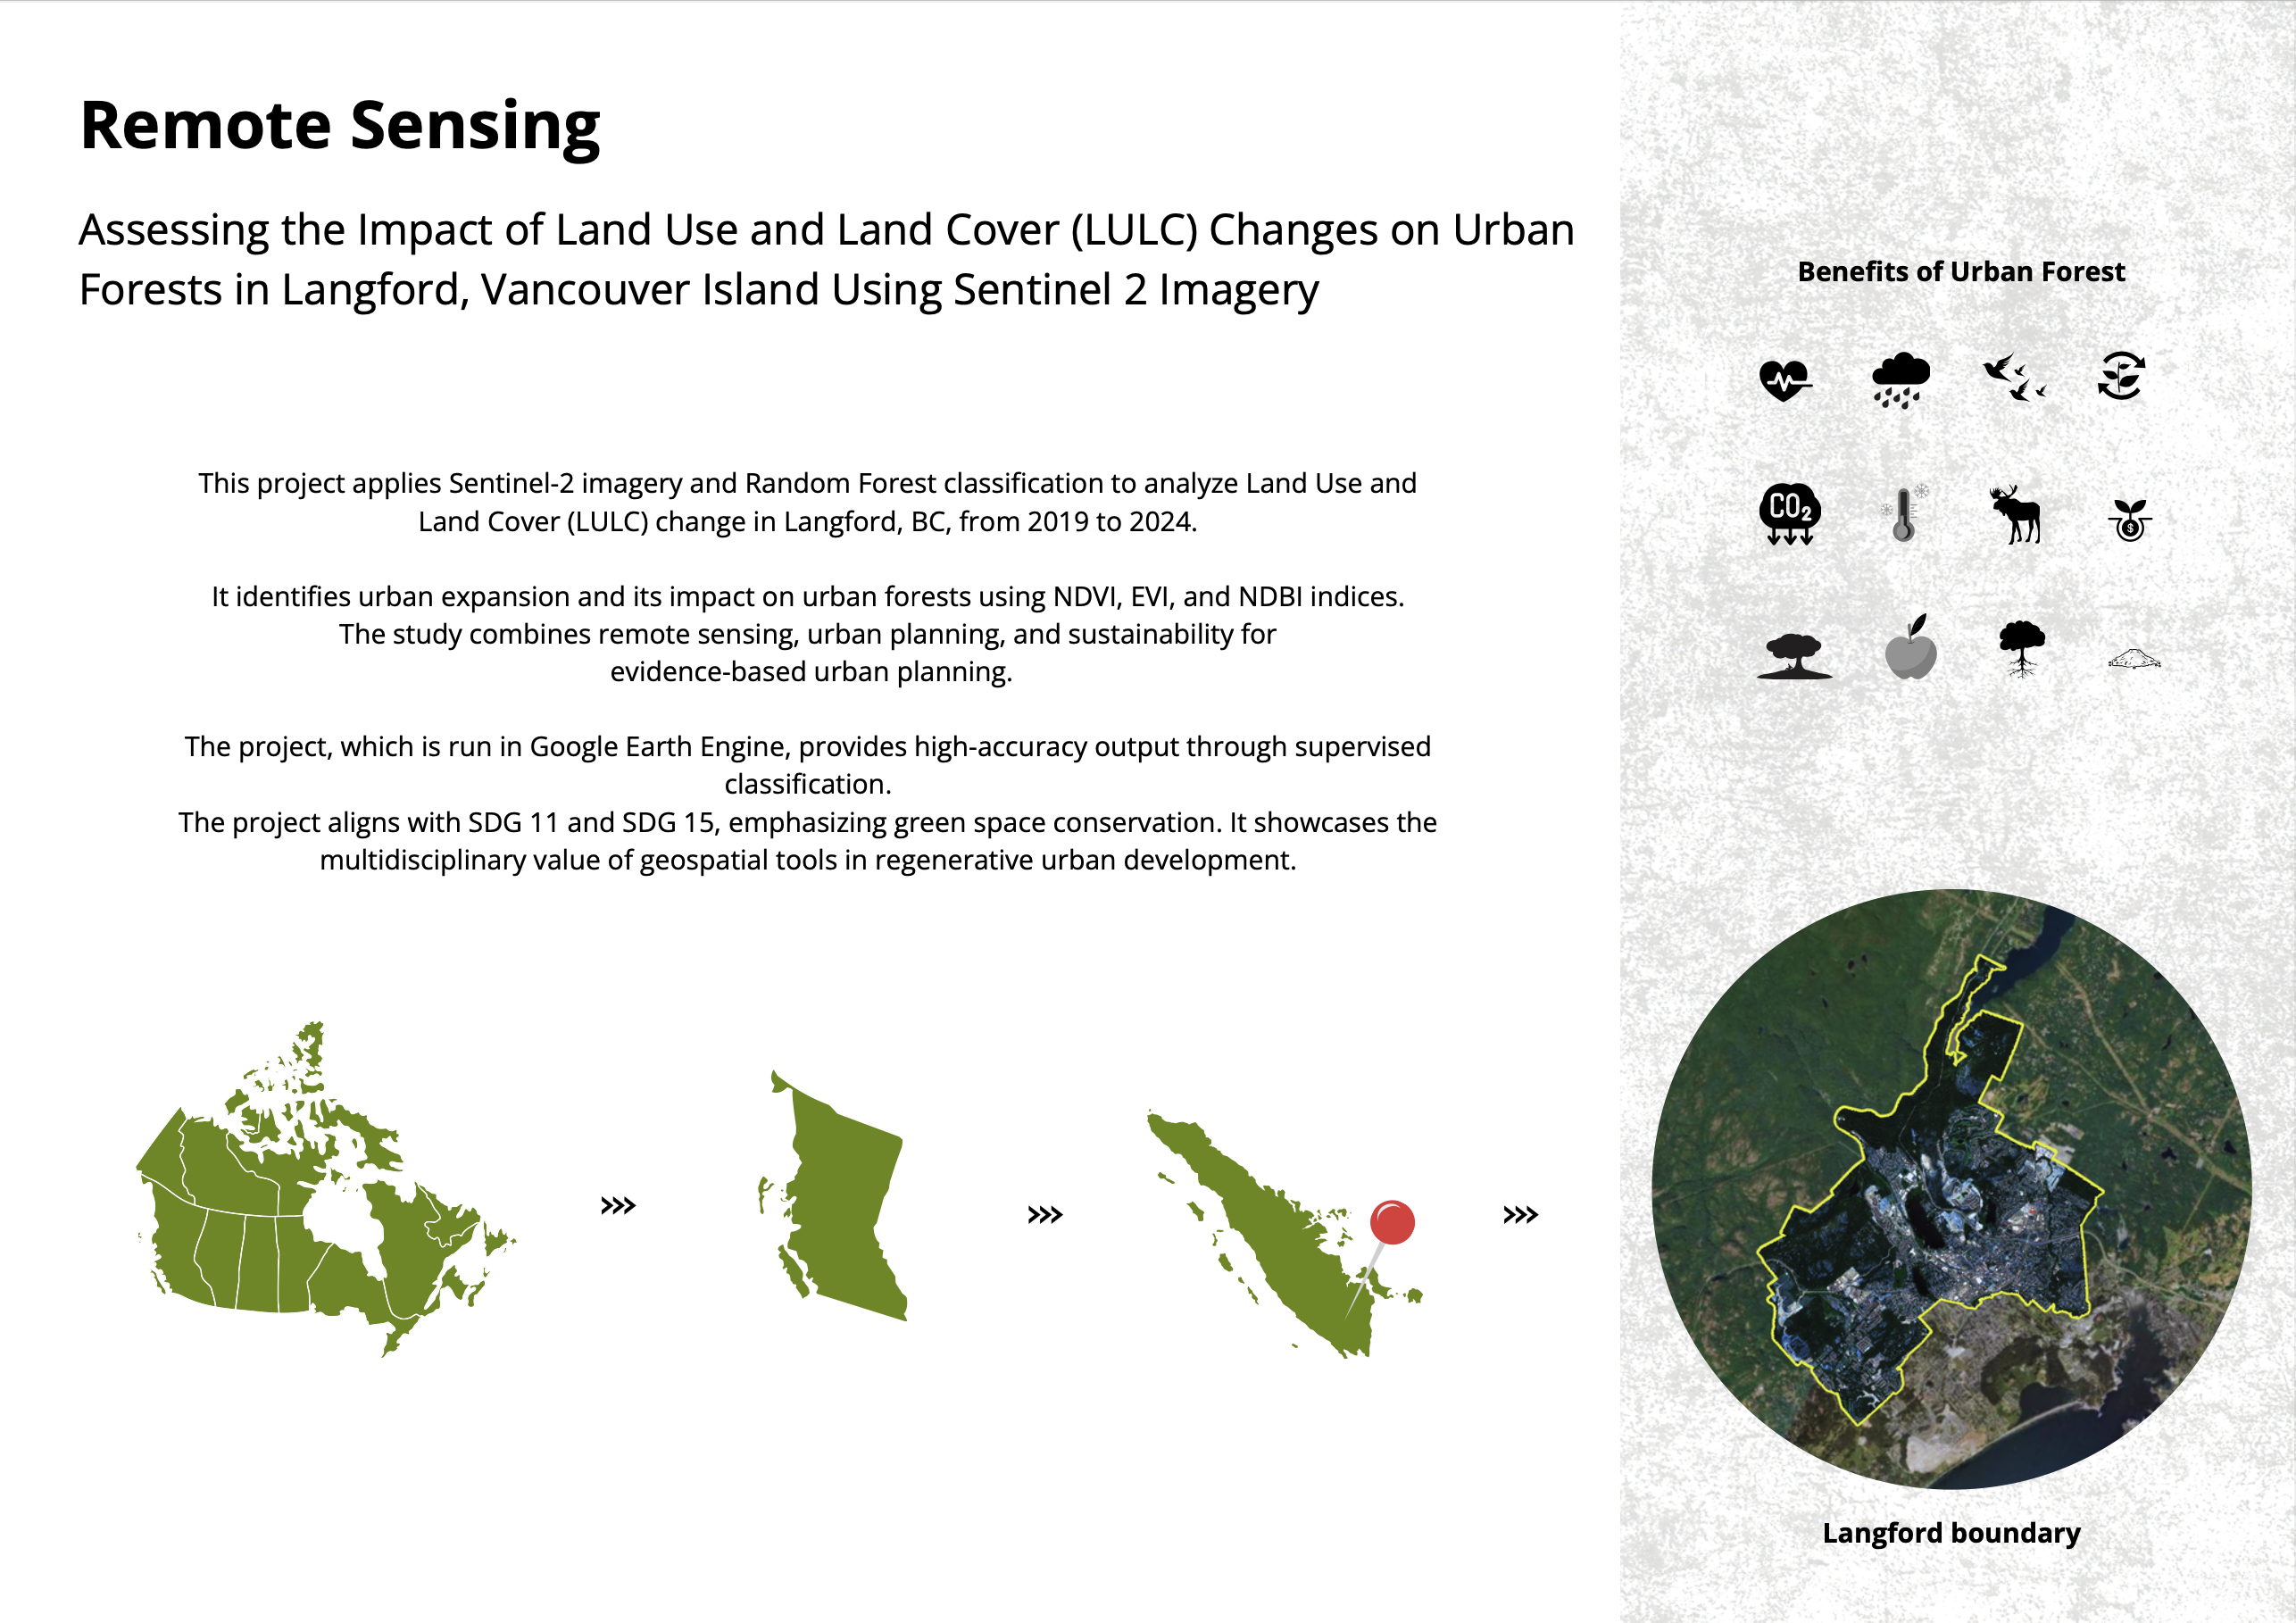 Remote Sensing
Assessing the Impact of Land Use and Land Cover (LULC) Changes on Urban
Forests in Langford, Vancouver Island Using Sentinel 2 Imagery
This project applies Sentinel-2 imagery and Random Forest classification to analyze Land Use and
Land Cover (LULC) change in Langford, BC, from 2019 to 2024.
It identifies urban expansion and its impact on urban forests using NDVI, EVI, and NDBI indices.
The study combines remote sensing, urban planning, and sustainability for
evidence-based urban planning.
The project, which is run in Google Earth Engine, provides high-accuracy output through supervised
classification.
The project aligns with SDG 11 and SDG 15, emphasizing green space conservation. It showcases the
multidisciplinary value of geospatial tools in regenerative urban development.
›››
›››
›››
Benefits of Urban Forest
CO2
$
Langford boundary